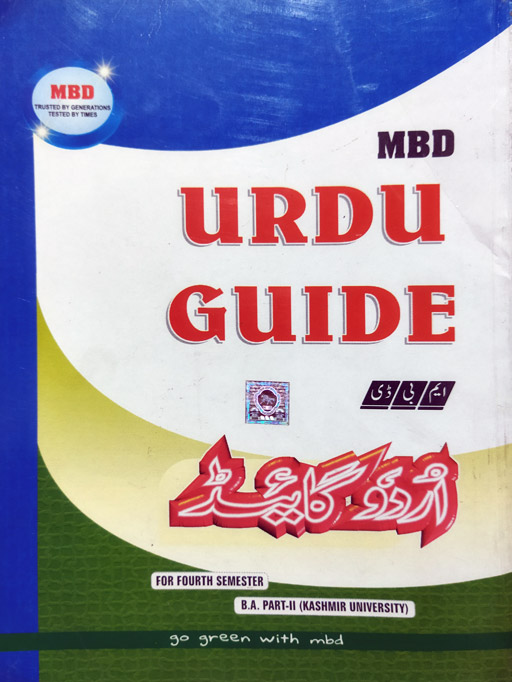 MBD
TRUSTED BY GENERATIONS
TESTED BY TIMES
MBD
URDU
GUIDE
ایم بی ڈی
اُردُو گائیڈ
FOR FOURTH SEMESTER
B.A. PART-II (KASHMIR UNIVERSITY)
go green with mbd